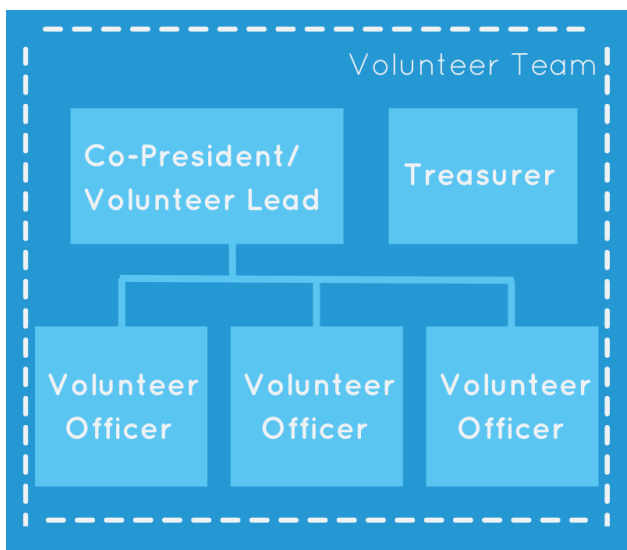 Volunteer Team
Co-President/
Volunteer Lead
Treasurer
Volunteer
Officer
Volunteer
Officer
Volunteer
Officer